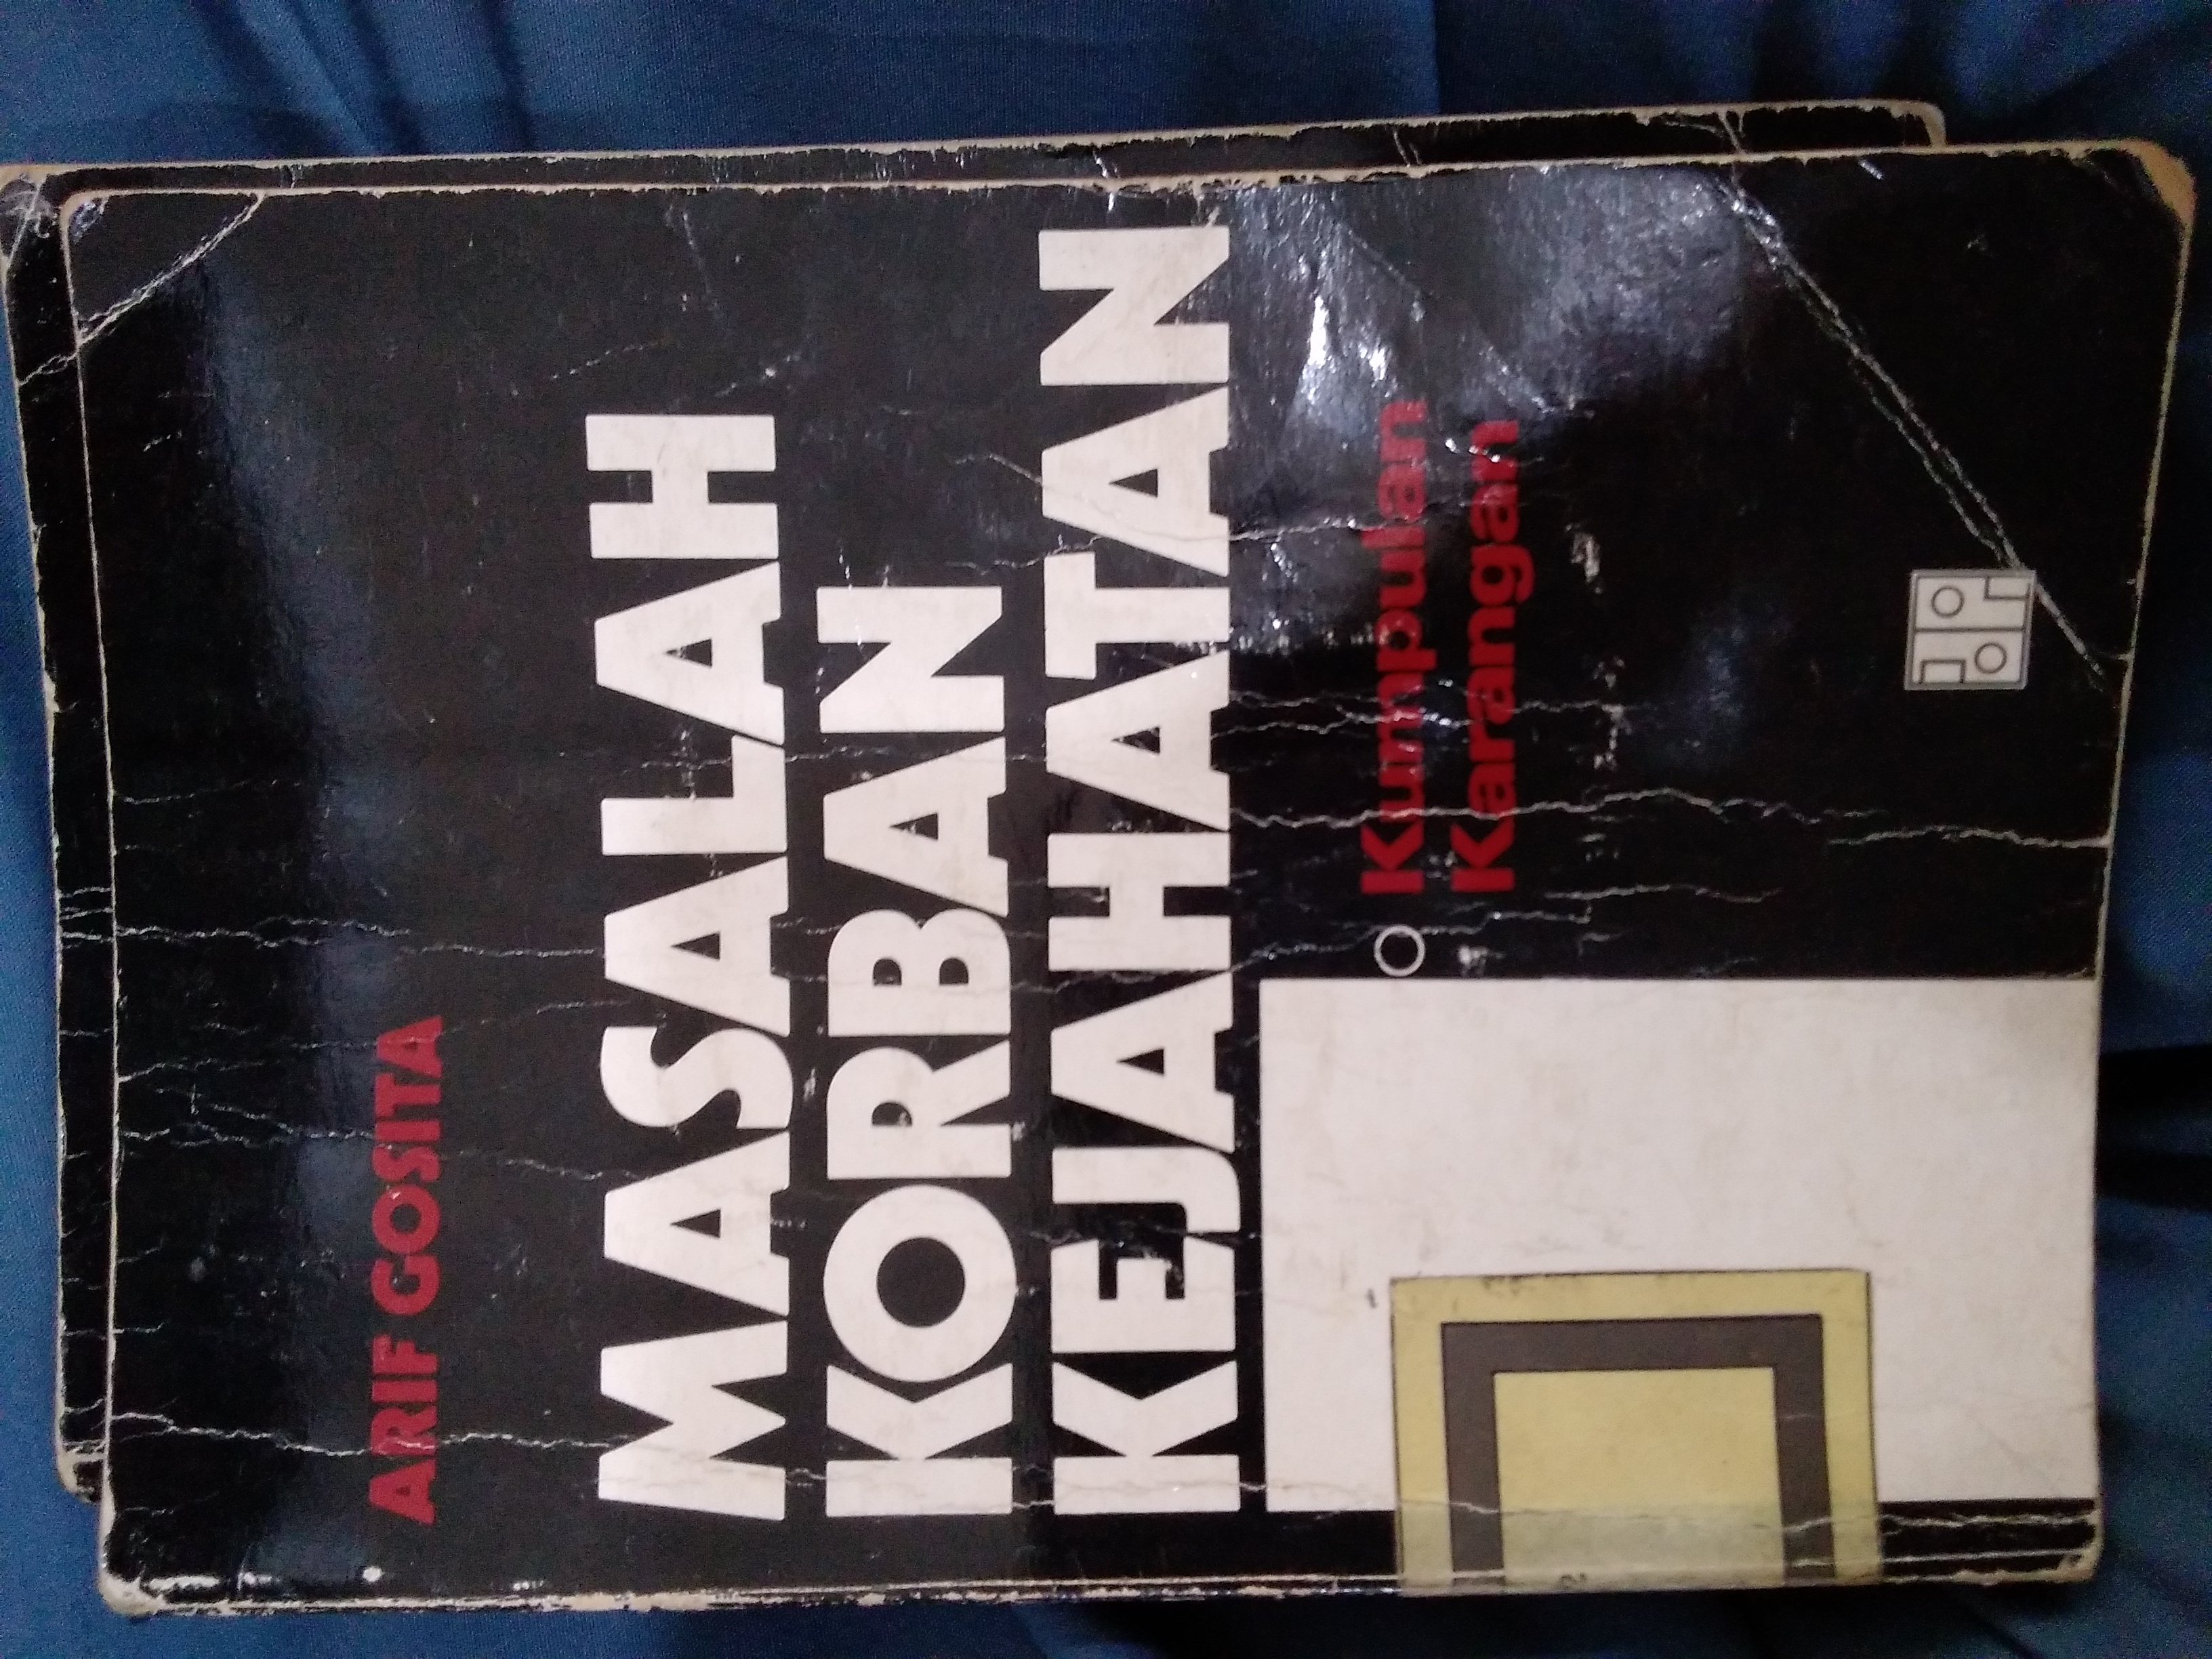 ARIF GOSITA
MASALAH
KORBAN
KEJAHATAN
Kumpulan
Karangan